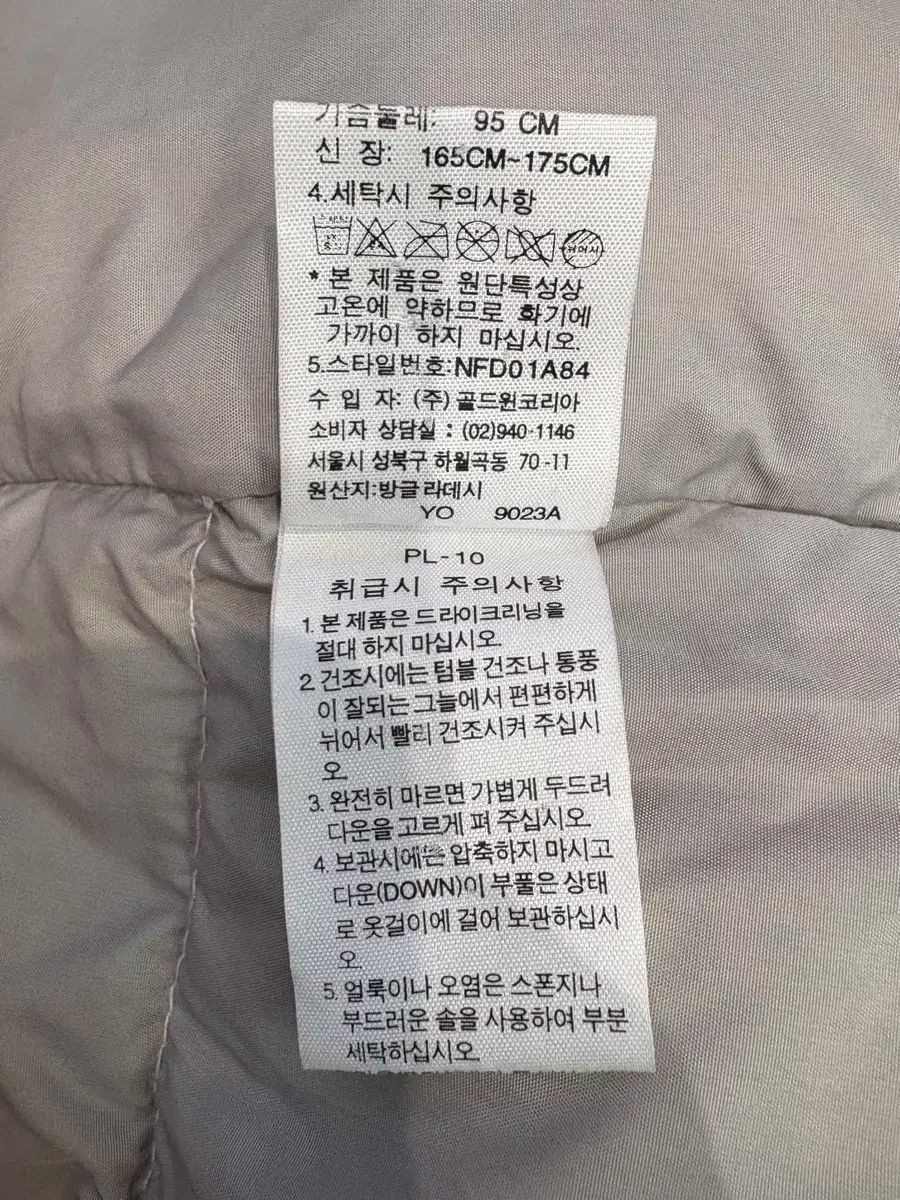 가슴둘레: 95 CM
신 장: 165CM~175CM
4.세탁시 주의사항
뉘어서
* 본 제품은 원단특성상
고온에 약하므로 화기에
가까이 하지 마십시오.
5.스타일번호:NFD01A84
수 입 자: (주)골드윈코리아
소비자 상담실 : (02)940-1146
서울시 성북구 하월곡동 70-11
원산지:방글라데시
YO 9023A
PL-10
취급시 주의사항
1. 본 제품은 드라이크리닝을
절대 하지 마십시오.
2. 건조시에는 텀블 건조나 통풍
이 잘되는 그늘에서 편편하게
뉘어서 빨리 건조시켜 주십시
오.
3. 완전히 마르면 가볍게 두드려
다운을 고르게 펴 주십시오.
4. 보관시에는 압축하지 마시고
다운(DOWN)이 부풀은 상태
로 옷걸이에 걸어 보관하십시
오.
5. 얼룩이나 오염은 스폰지나
부드러운 솔을 사용하여 부분
세탁하십시오.